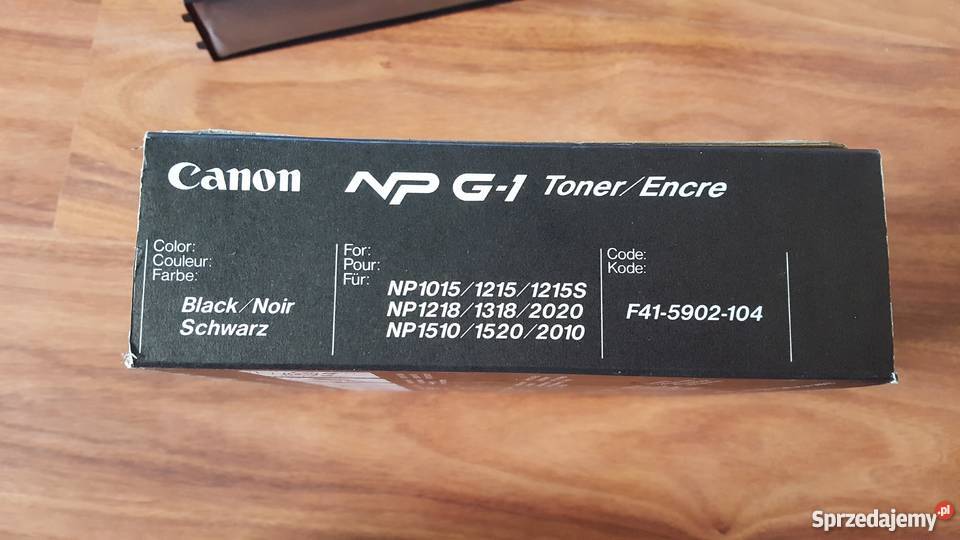 Canon NP G-1 Toner/Encre
Color:
Couleur:
Farbe:
Black/Noir
Schwarz
For:
Pour:
Für:
NP1015/1215/1215S
NP1218/1318/2020
NP1510/1520/2010
Code:
Kode:
F41-5902-104
Sprzedajemy.pl